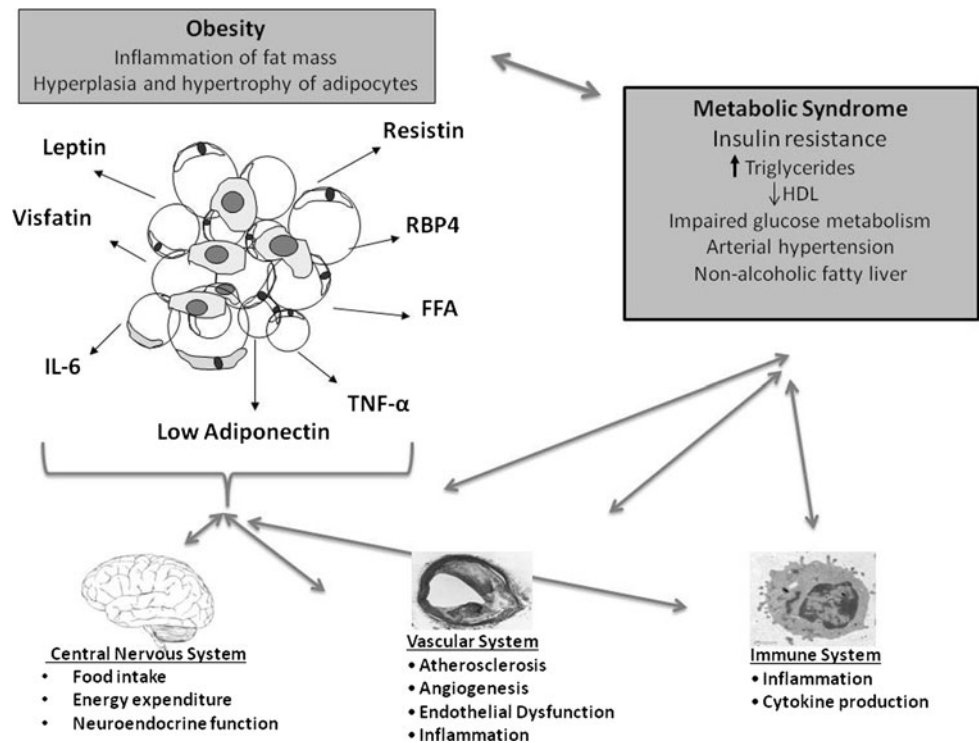 Obesity
Inflammation of fat mass
Hyperplasia and hypertrophy of adipocytes
Metabolic Syndrome
Insulin resistance
↑ Triglycerides
↓HDL
Impaired glucose metabolism
Arterial hypertension
Non-alcoholic fatty liver
Leptin
Resistin
Visfatin
RBP4
FFA
IL-6
TNF-α
Low Adiponectin
Central Nervous System
• Food intake
• Energy expenditure
• Neuroendocrine function
Vascular System
• Atherosclerosis
• Angiogenesis
• Endothelial Dysfunction
• Inflammation
Immune System
• Inflammation
• Cytokine production